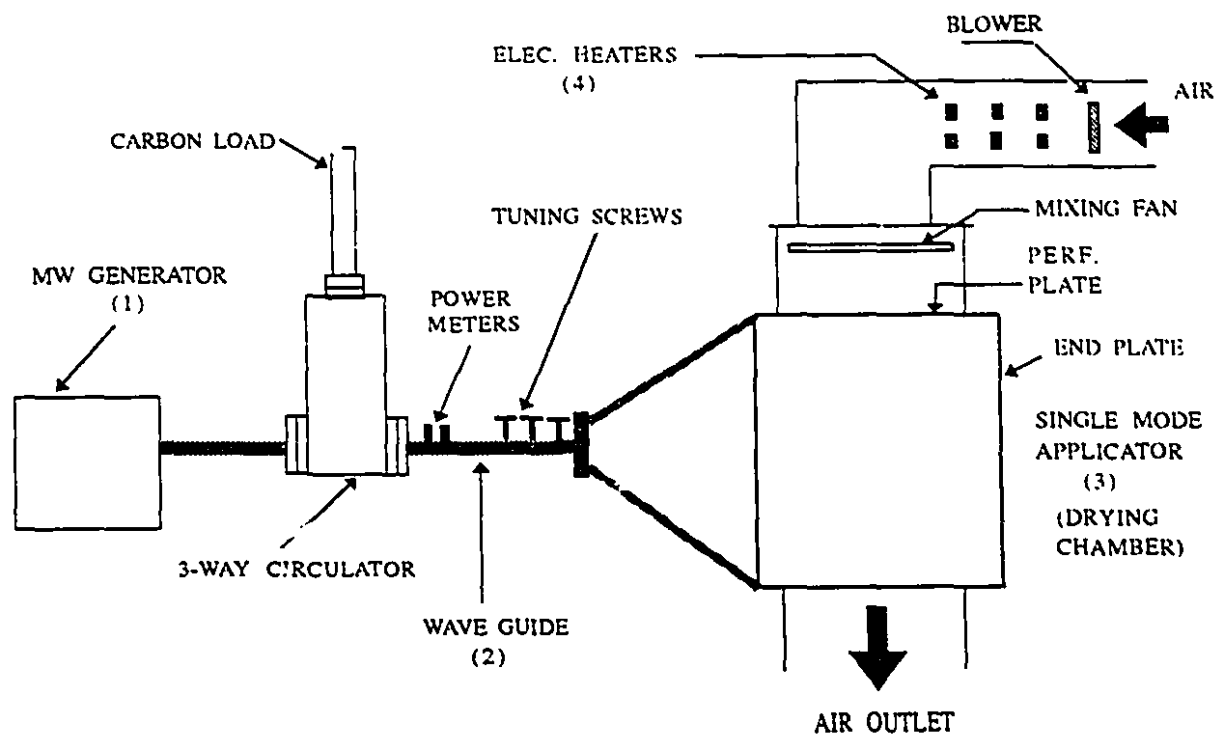 BLOWER
ELEC. HEATERS
(4)
AIR
CARBON LOAD
TUNING SCREWS
MIXING FAN
MW GENERATOR
(1)
POWER
METERS
PERF.
PLATE
END PLATE
SINGLE MODE
APPLICATOR
(3)
(DRYING
CHAMBER)
3-WAY CIRCULATOR
WAVE GUIDE
(2)
AIR OUTLET